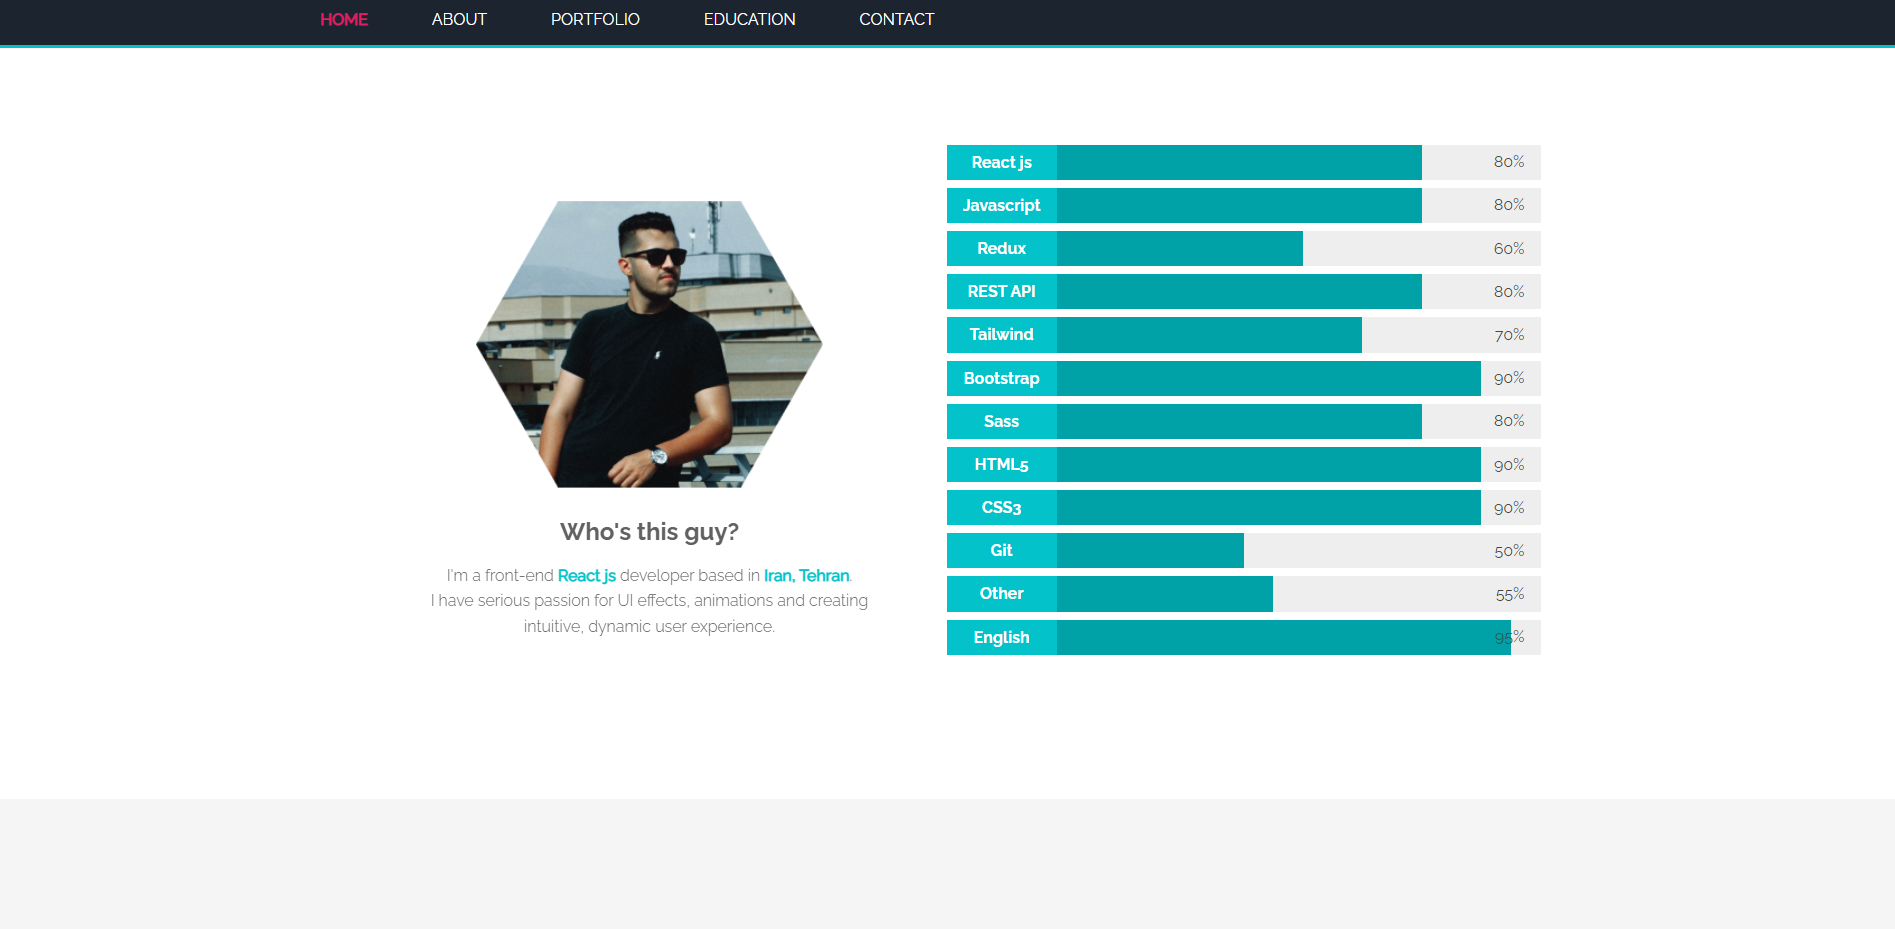 HOME ABOUT PORTFOLIO EDUCATION CONTACT
Who's this guy?
I'm a front-end React js developer based in Iran, Tehran.
I have serious passion for UI effects, animations and creating
intuitive, dynamic user experience.
React js 80%
Javascript 80%
Redux 60%
REST API 80%
Tailwind 70%
Bootstrap 90%
Sass 80%
HTML5 90%
CSS3 90%
Git 50%
Other 55%
English 95%